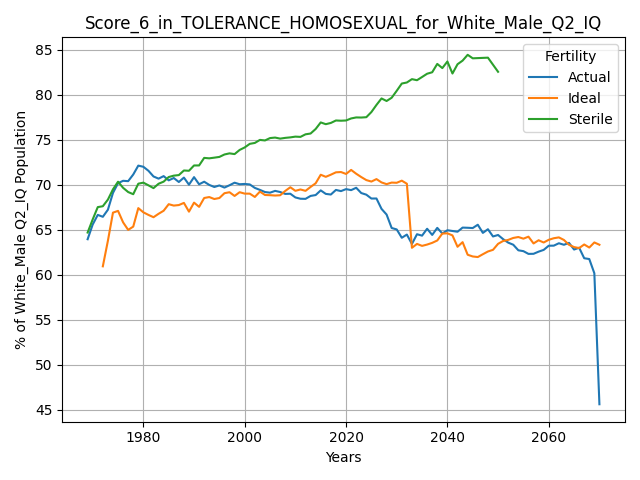 Score_6_in_TOLERANCE_HOMOSEXUAL_for_White_Male_Q2_IQ
% of White_Male Q2_IQ Population
85
80
75
70
65
60
55
50
45
Fertility
Actual
Ideal
Sterile
1980
2000
2020
2040
2060
Years